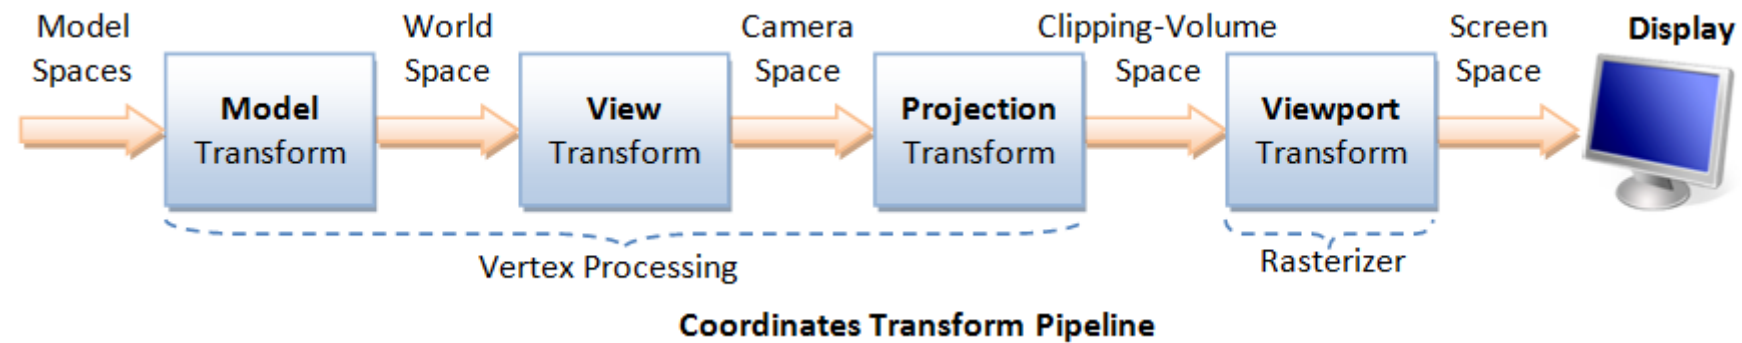 Model
Spaces
World
Space
Camera
Space
Clipping-Volume
Space
Screen
Space
Display
Model
Transform
View
Transform
Projection
Transform
Viewport
Transform
Vertex Processing
Rasterizer
Coordinates Transform Pipeline